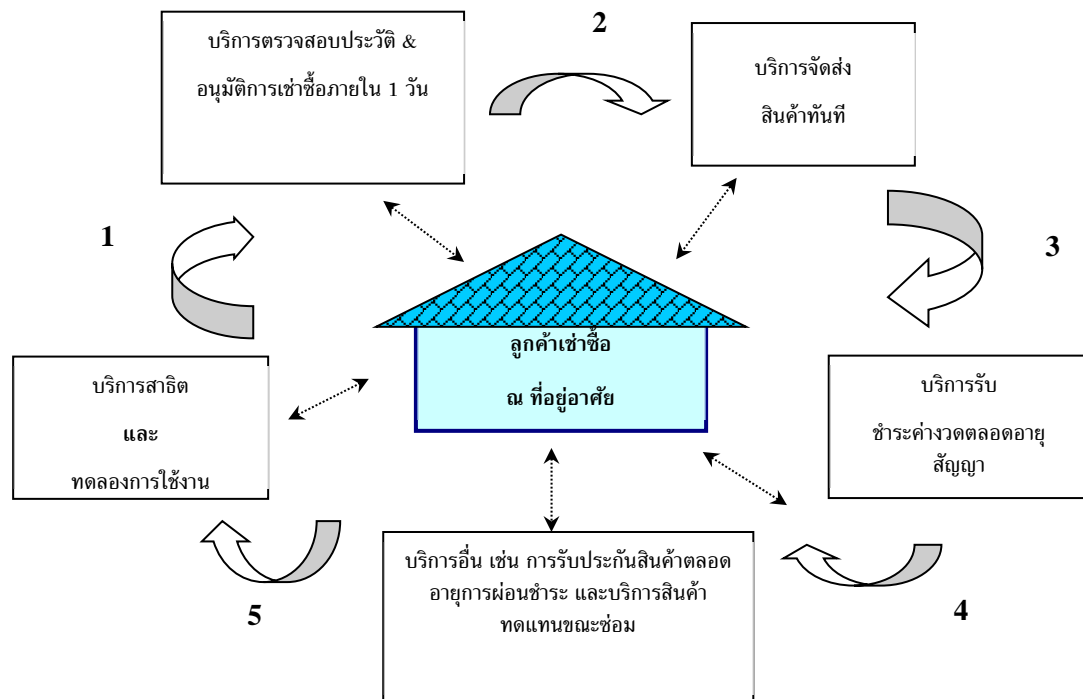 บริการตรวจสอบประวัติ &
อนุมัติการเช่าซื้อภายใน 1 วัน
2
บริการจัดส่ง
สินค้าทันที
1
3
ลูกค้าเช่าซื้อ
ณ ที่อยู่อาศัย
บริการสาธิต
และ
ทดลองการใช้งาน
บริการรับ
ชำระค่างวดตลอดอายุ
สัญญา
บริการอื่น เช่น การรับประกันสินค้าตลอด
อายุการผ่อนชำระ และบริการสินค้า
ทดแทนขณะซ่อม
5
4